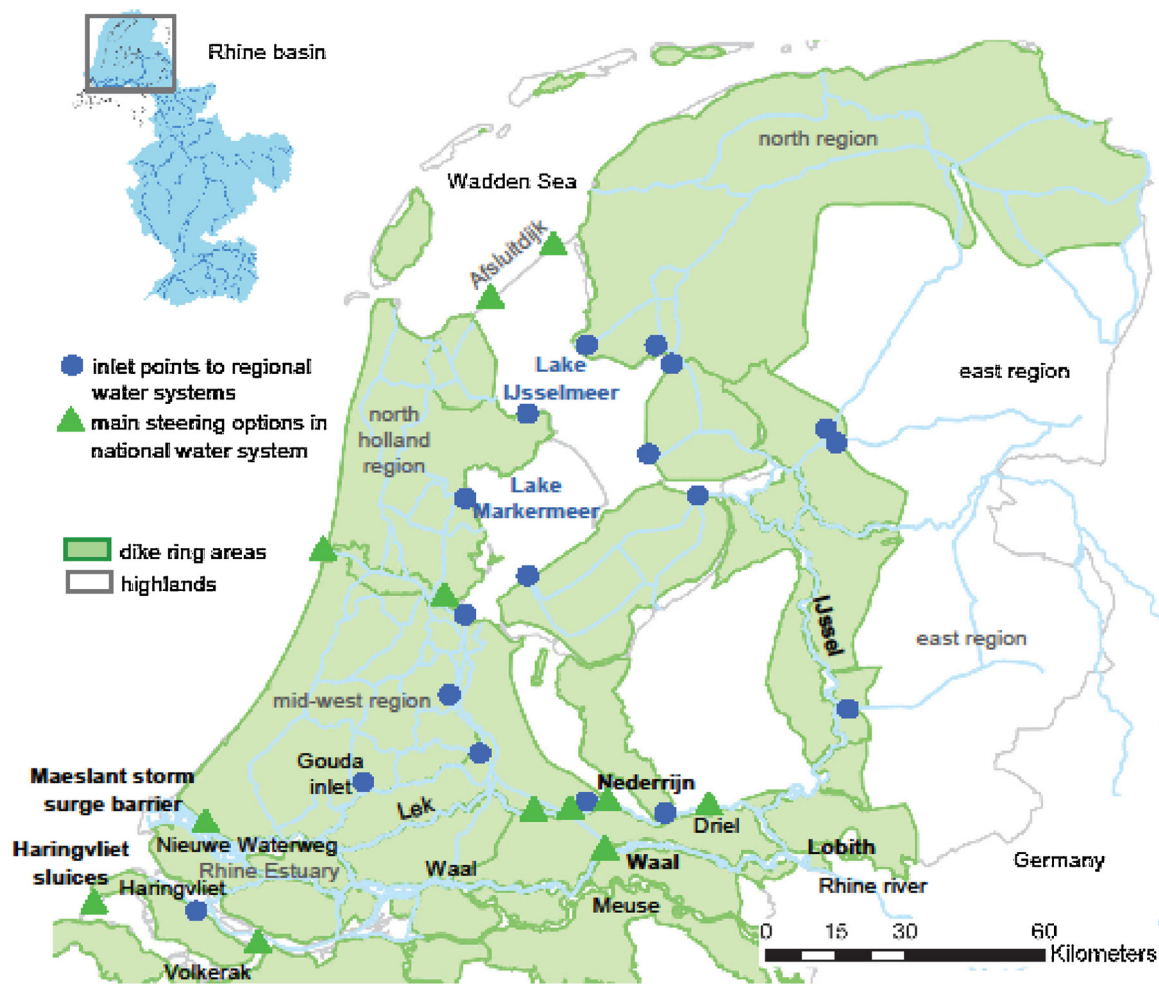 Rhine basin
north region
Wadden Sea
Afsluitdijk
inlet points to regional
water systems
main steering options in
national water system
Lake
IJsselmeer
east region
north
holland
region
Lake
Markermeer
dike ring areas
highlands
IJssel
east region
mid-west region
Gouda
inlet
Maeslant storm
surge barrier
Nederrijn
Lek
Driel
Nieuwe Waterweg
Lobith
Haringvliet
sluices
Rhine Estuary
Waal
Waal
Germany
Haringvliet
Rhine river
Meuse
0 15 30 60
Kilometers
Volkerak